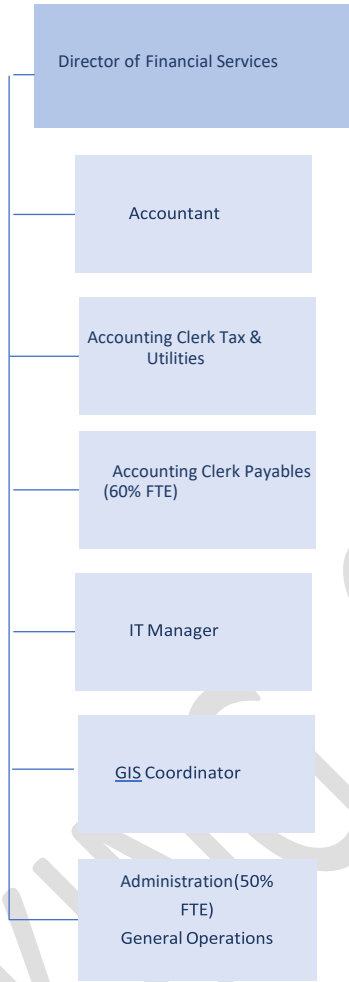 Director of Financial Services
Accountant
Accounting Clerk Tax &
Utilities
Accounting Clerk Payables
(60% FTE)
IT Manager
GIS Coordinator
Administration(50%
FTE)
General Operations